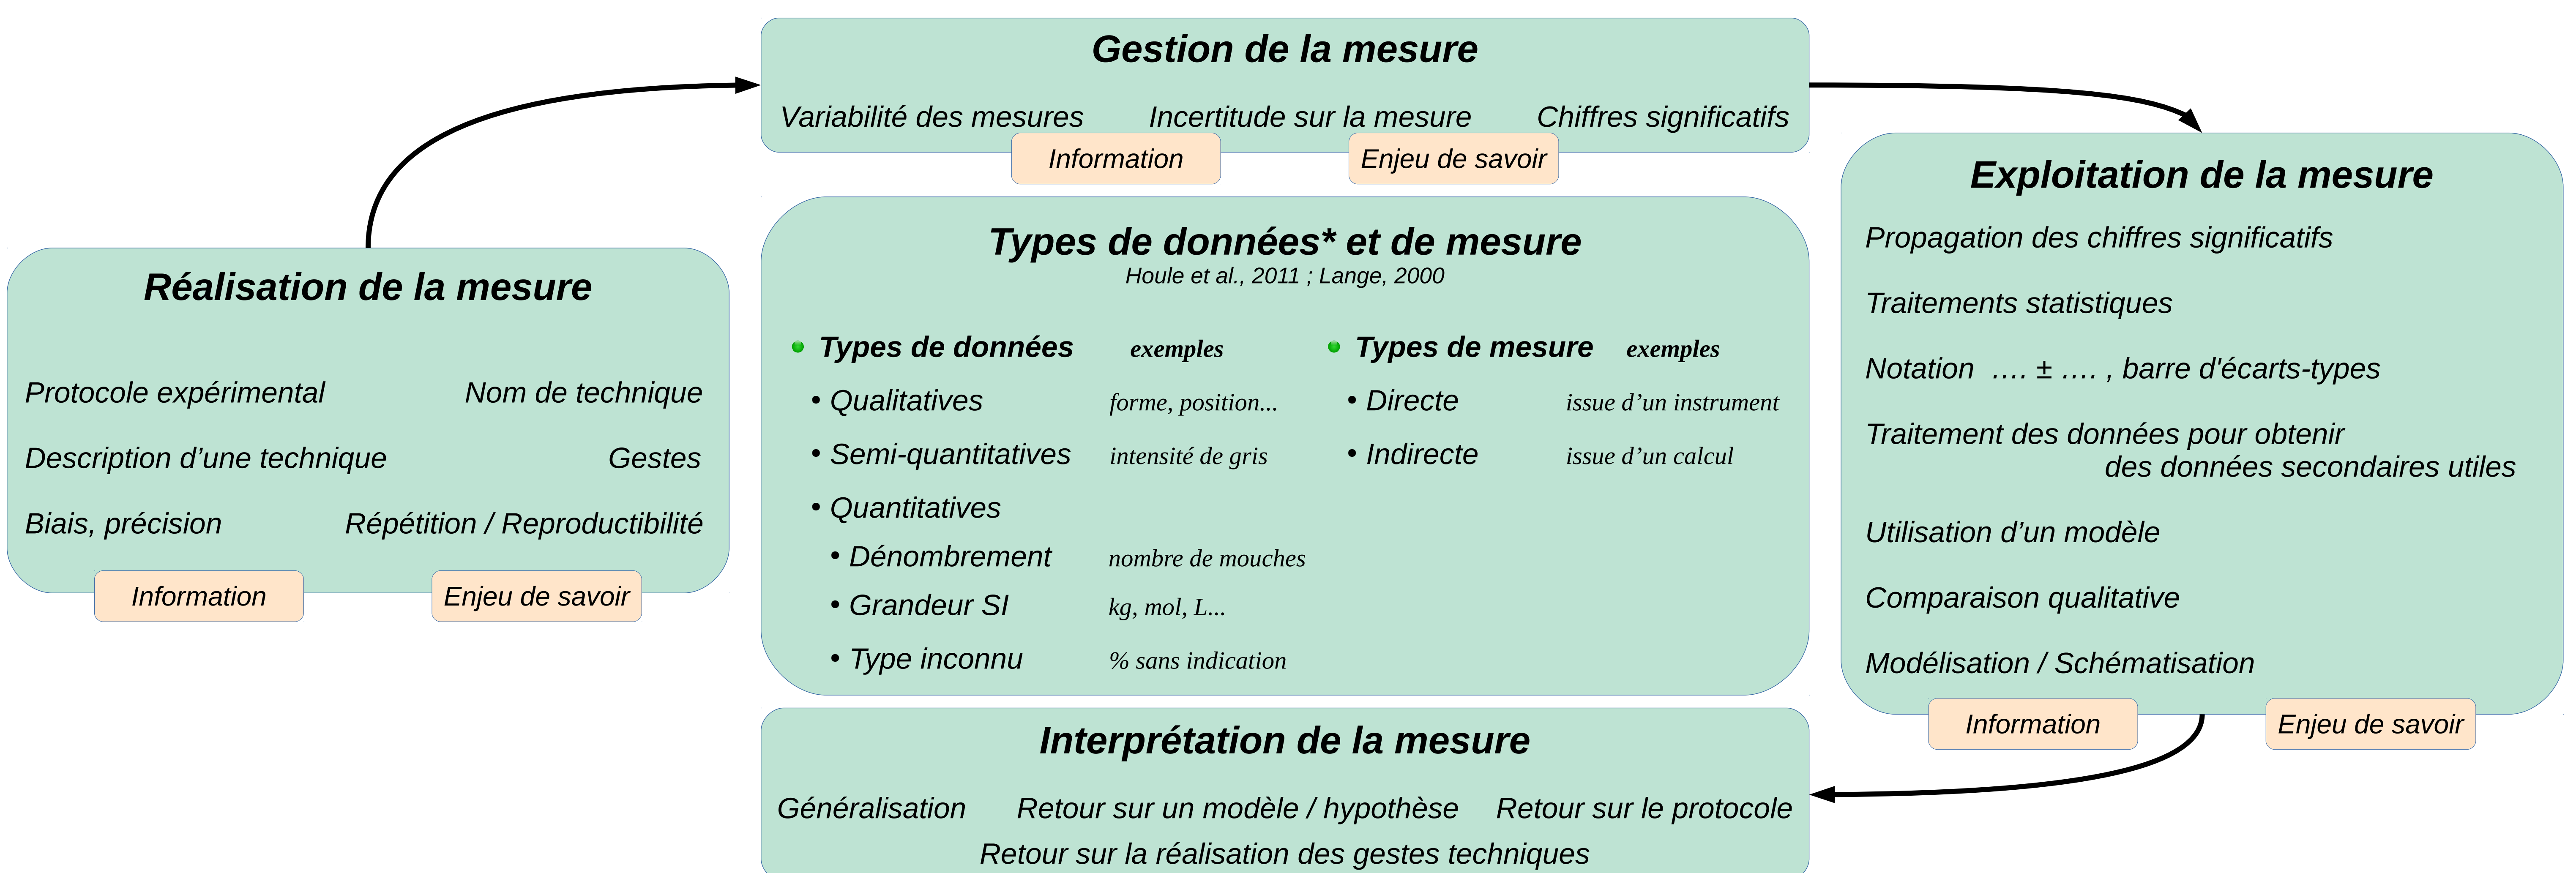 Gestion de la mesure
Variabilité des mesures Incertitude sur la mesure Chiffres significatifs
Information Enjeu de savoir
Réalisation de la mesure
Protocole expérimental Nom de technique
Description d’une technique Gestes
Biais, précision Répétition / Reproductibilité
Information Enjeu de savoir
Types de données* et de mesure
Houle et al., 2011 ; Lange, 2000
Types de données exemples
• Qualitatives forme, position...
• Semi-quantitatives intensité de gris
• Quantitatives
• Dénombrement nombre de mouches
• Grandeur SI kg, mol, L...
• Type inconnu % sans indication
Types de mesure exemples
• Directe issue d’un instrument
• Indirecte issue d’un calcul
Exploitation de la mesure
Propagation des chiffres significatifs
Traitements statistiques
Notation …. ± …. , barre d'écarts-types
Traitement des données pour obtenir
des données secondaires utiles
Utilisation d’un modèle
Comparaison qualitative
Modélisation / Schématisation
Information Enjeu de savoir
Interprétation de la mesure
Généralisation Retour sur un modèle / hypothèse Retour sur le protocole
Retour sur la réalisation des gestes techniques